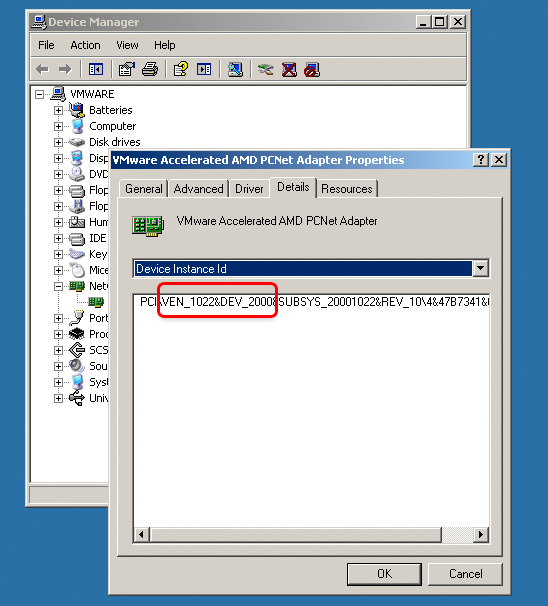 Device Manager
File Action View Help
VMWARE
Batteries
Computer
Disk drives
VMware Accelerated AMD PCNet Adapter Properties
General Advanced Driver Details Resources
VMware Accelerated AMD PCNet Adapter
Device Instance Id
PCI\VEN_1022&DEV_2000&SUBSYS_20001022&REV_10\4&47B7341&
Disp
DVD
Flop
Flop
Hum
IDE
Key
Mice
Net
Port
Proc
SCS
Sou
Syst
Univ
OK Cancel